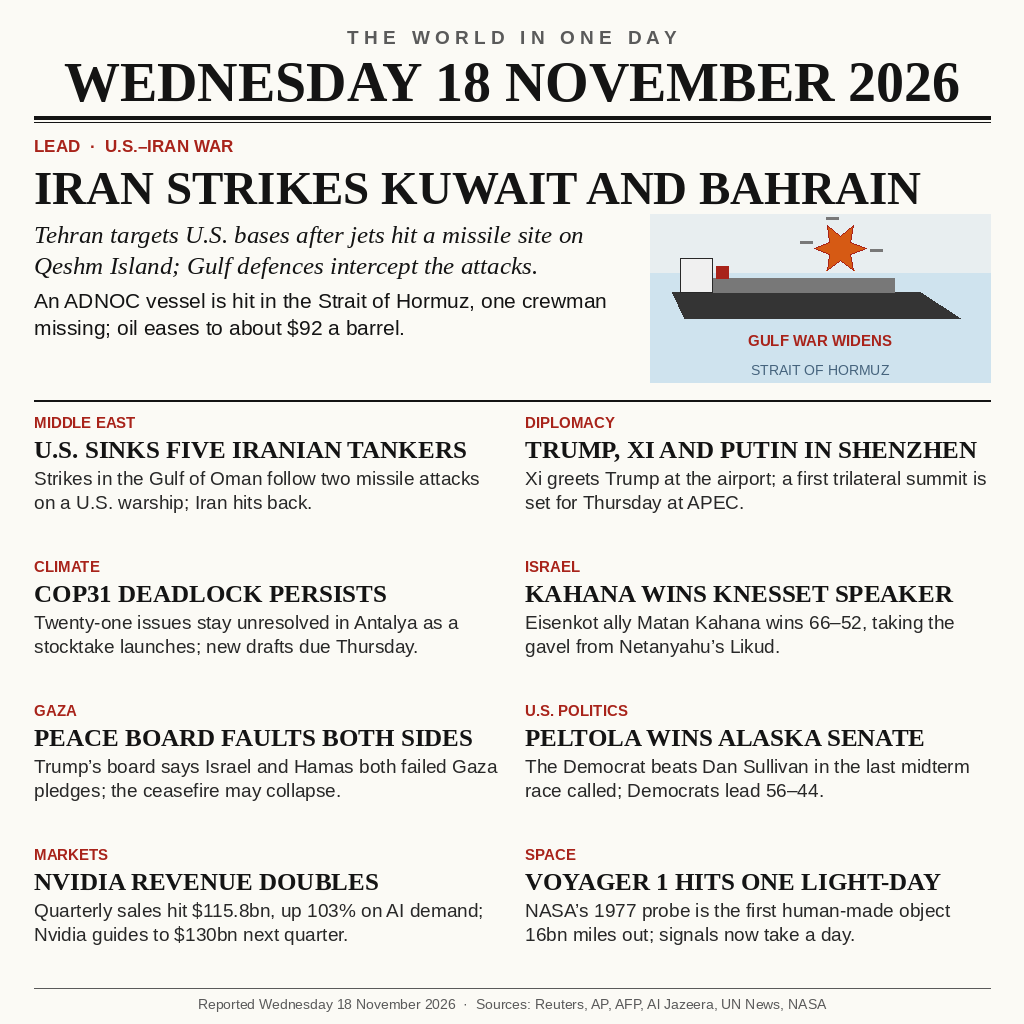 THE WORLD IN ONE DAY
WEDNESDAY 18 NOVEMBER 2026
LEAD · U.S.–IRAN WAR
IRAN STRIKES KUWAIT AND BAHRAIN
Tehran targets U.S. bases after jets hit a missile site on
Qeshm Island; Gulf defences intercept the attacks.
An ADNOC vessel is hit in the Strait of Hormuz, one crewman
missing; oil eases to about $92 a barrel.
GULF WAR WIDENS
STRAIT OF HORMUZ
MIDDLE EAST
U.S. SINKS FIVE IRANIAN TANKERS
Strikes in the Gulf of Oman follow two missile attacks
on a U.S. warship; Iran hits back.
DIPLOMACY
TRUMP, XI AND PUTIN IN SHENZHEN
Xi greets Trump at the airport; a first trilateral summit is
set for Thursday at APEC.
CLIMATE
COP31 DEADLOCK PERSISTS
Twenty-one issues stay unresolved in Antalya as a
stocktake launches; new drafts due Thursday.
ISRAEL
KAHANA WINS KNESSET SPEAKER
Eisenkot ally Matan Kahana wins 66–52, taking the
gavel from Netanyahu’s Likud.
GAZA
PEACE BOARD FAULTS BOTH SIDES
Trump’s board says Israel and Hamas both failed Gaza
pledges; the ceasefire may collapse.
U.S. POLITICS
PELTOLA WINS ALASKA SENATE
The Democrat beats Dan Sullivan in the last midterm
race called; Democrats lead 56–44.
MARKETS
NVIDIA REVENUE DOUBLES
Quarterly sales hit $115.8bn, up 103% on AI demand;
Nvidia guides to $130bn next quarter.
SPACE
VOYAGER 1 HITS ONE LIGHT-DAY
NASA’s 1977 probe is the first human-made object
16bn miles out; signals now take a day.
Reported Wednesday 18 November 2026 · Sources: Reuters, AP, AFP, Al Jazeera, UN News, NASA